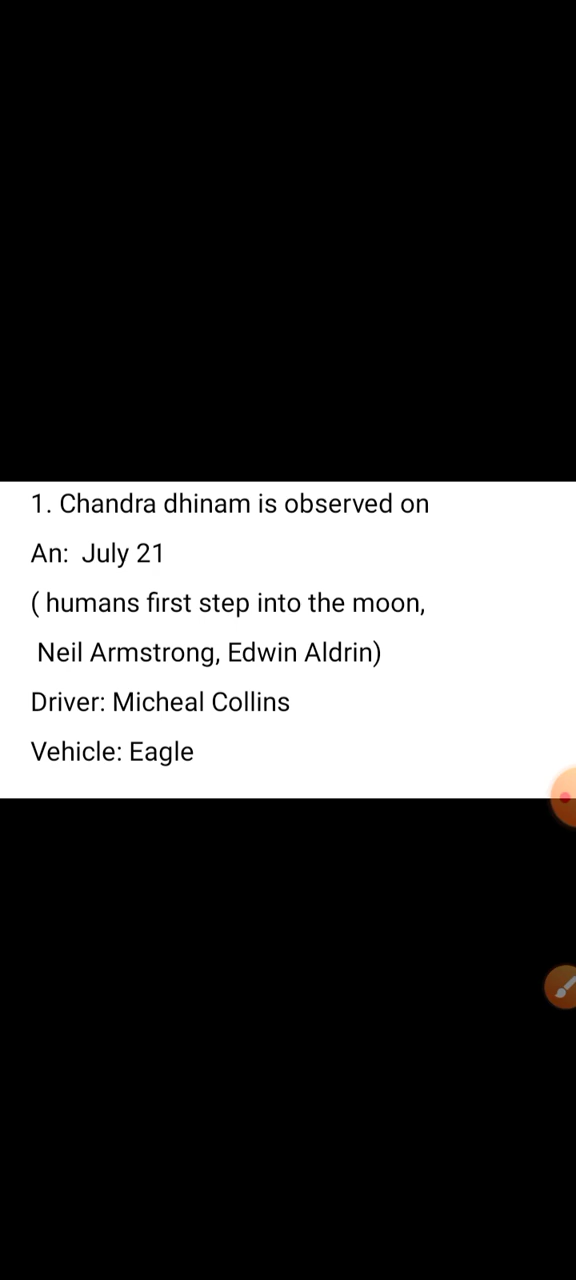 1. Chandra dhinam is observed on
An:  July 21
( humans first step into the moon,
Neil Armstrong, Edwin Aldrin)
Driver: Micheal Collins
Vehicle: Eagle